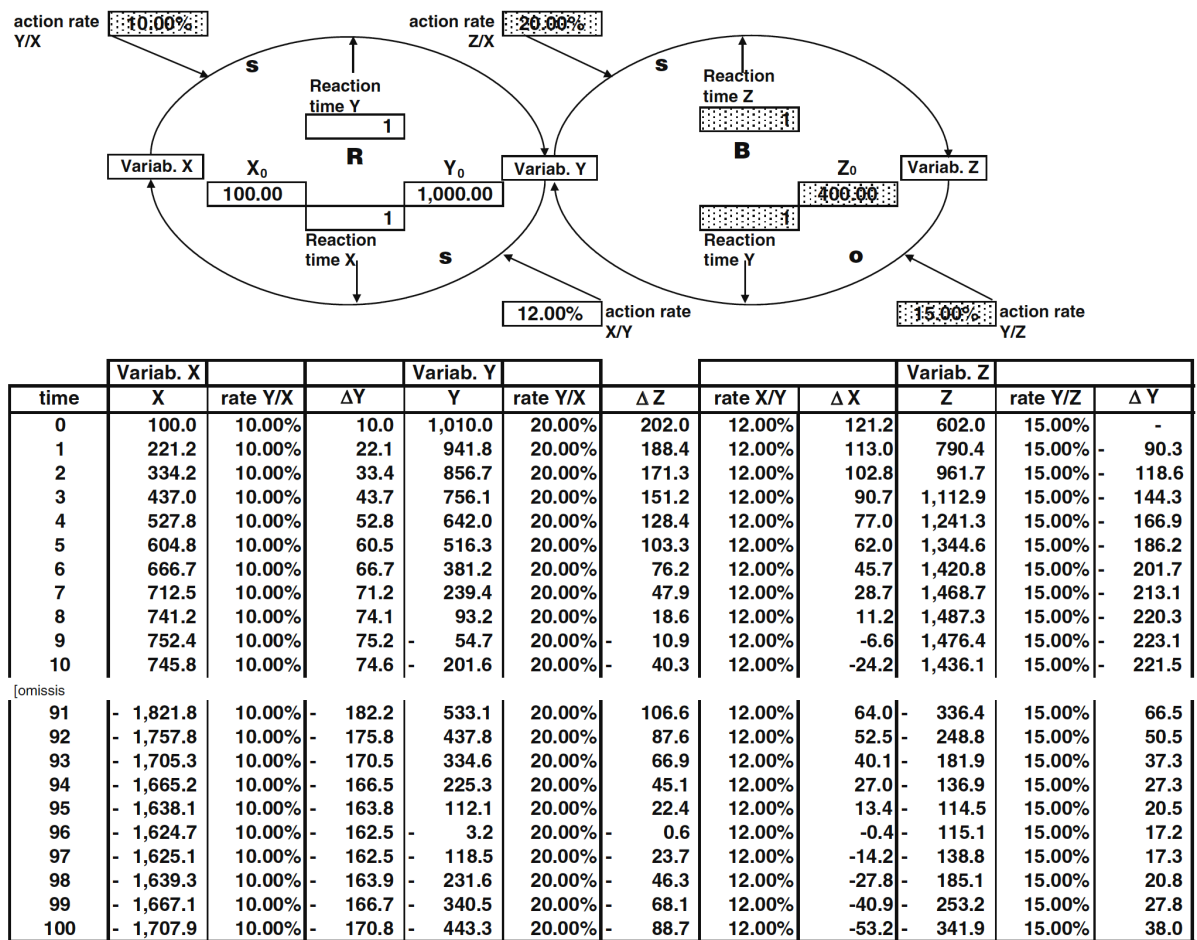 action rate 10.00% action rate 20.00%
Y/X Z/X
s s
Reaction Reaction
time Y time Z
1 1
R B
Variab. X X₀ Y₀ Variab. Y Z₀ Variab. Z
100.00 1,000.00 400.00
1 1
Reaction Reaction
time X time Y
s o
12.00% action rate 15.00% action rate
X/Y Y/Z
Variab. X Variab. Y Variab. Z
time X rate Y/X ΔY Y rate Y/X Δ Z rate X/Y Δ X Z rate Y/Z Δ Y
0 100.0 10.00% 10.0 1,010.0 20.00% 202.0 12.00% 121.2 602.0 15.00% -
1 221.2 10.00% 22.1 941.8 20.00% 188.4 12.00% 113.0 790.4 15.00% - 90.3
2 334.2 10.00% 33.4 856.7 20.00% 171.3 12.00% 102.8 961.7 15.00% - 118.6
3 437.0 10.00% 43.7 756.1 20.00% 151.2 12.00% 90.7 1,112.9 15.00% - 144.3
4 527.8 10.00% 52.8 642.0 20.00% 128.4 12.00% 77.0 1,241.3 15.00% - 166.9
5 604.8 10.00% 60.5 516.3 20.00% 103.3 12.00% 62.0 1,344.6 15.00% - 186.2
6 666.7 10.00% 66.7 381.2 20.00% 76.2 12.00% 45.7 1,420.8 15.00% - 201.7
7 712.5 10.00% 71.2 239.4 20.00% 47.9 12.00% 28.7 1,468.7 15.00% - 213.1
8 741.2 10.00% 74.1 93.2 20.00% 18.6 12.00% 11.2 1,487.3 15.00% - 220.3
9 752.4 10.00% 75.2 - 54.7 20.00% - 10.9 12.00% -6.6 1,476.4 15.00% - 223.1
10 745.8 10.00% 74.6 - 201.6 20.00% - 40.3 12.00% -24.2 1,436.1 15.00% - 221.5
[omissis
91 - 1,821.8 10.00% - 182.2 533.1 20.00% 106.6 12.00% 64.0 - 336.4 15.00% 66.5
92 - 1,757.8 10.00% - 175.8 437.8 20.00% 87.6 12.00% 52.5 - 248.8 15.00% 50.5
93 - 1,705.3 10.00% - 170.5 334.6 20.00% 66.9 12.00% 40.1 - 181.9 15.00% 37.3
94 - 1,665.2 10.00% - 166.5 225.3 20.00% 45.1 12.00% 27.0 - 136.9 15.00% 27.3
95 - 1,638.1 10.00% - 163.8 112.1 20.00% 22.4 12.00% 13.4 - 114.5 15.00% 20.5
96 - 1,624.7 10.00% - 162.5 - 3.2 20.00% - 0.6 12.00% -0.4 - 115.1 15.00% 17.2
97 - 1,625.1 10.00% - 162.5 - 118.5 20.00% - 23.7 12.00% -14.2 - 138.8 15.00% 17.3
98 - 1,639.3 10.00% - 163.9 - 231.6 20.00% - 46.3 12.00% -27.8 - 185.1 15.00% 20.8
99 - 1,667.1 10.00% - 166.7 - 340.5 20.00% - 68.1 12.00% -40.9 - 253.2 15.00% 27.8
100 - 1,707.9 10.00% - 170.8 - 443.3 20.00% - 88.7 12.00% -53.2 - 341.9 15.00% 38.0